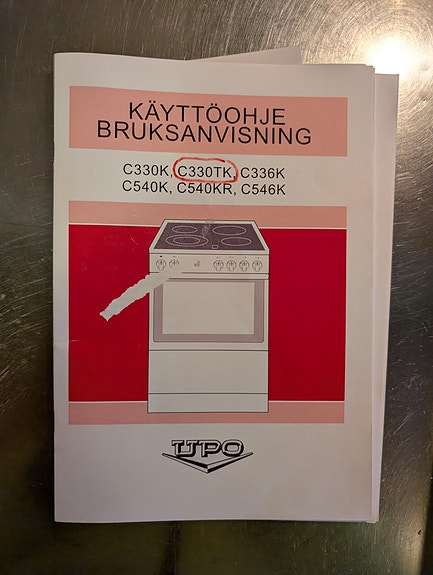 KÄYTTÖOHJE
BRUKSANVISNING
C330K, C330TK, C336K
C540K, C540KR, C546K
UPO